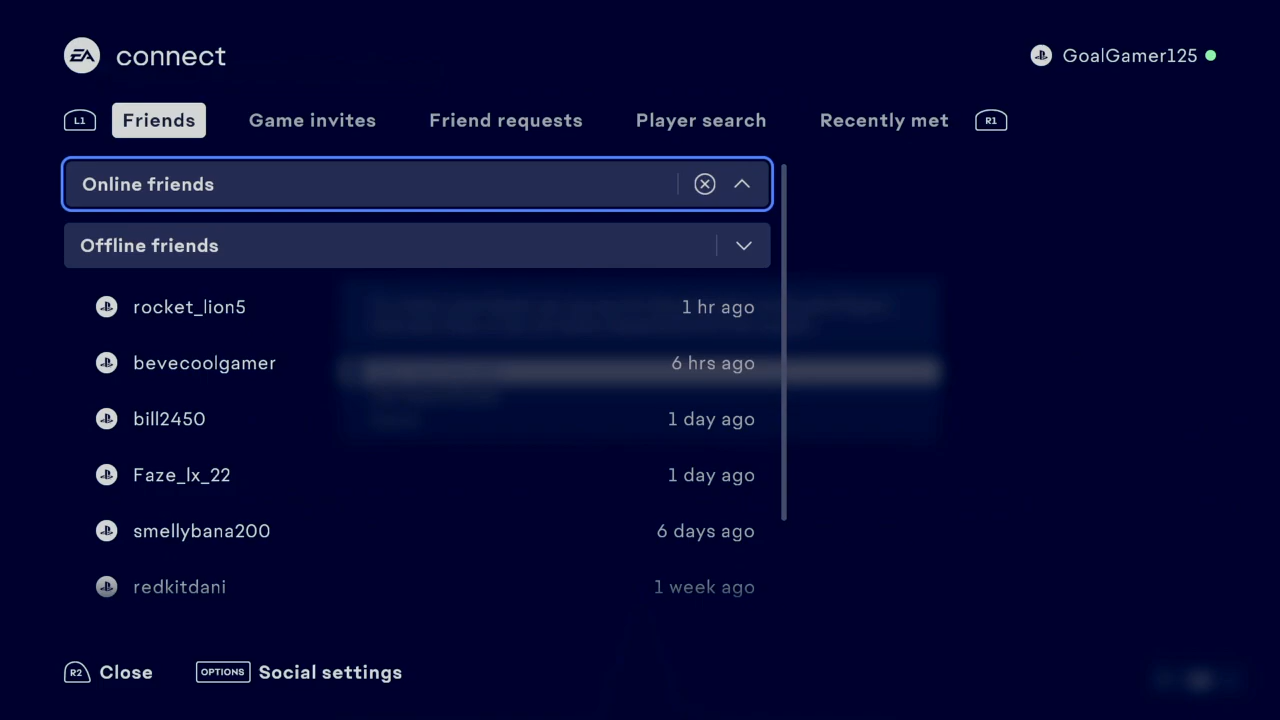 EA connect
GoalGamer125
L1 Friends Game invites Friend requests Player search Recently met R1
Online friends
Offline friends
rocket_lion5 1 hr ago
bevecoolgamer 6 hrs ago
bill2450 1 day ago
Faze_lx_22 1 day ago
smellybana200 6 days ago
redkitdani 1 week ago
R2 Close OPTIONS Social settings